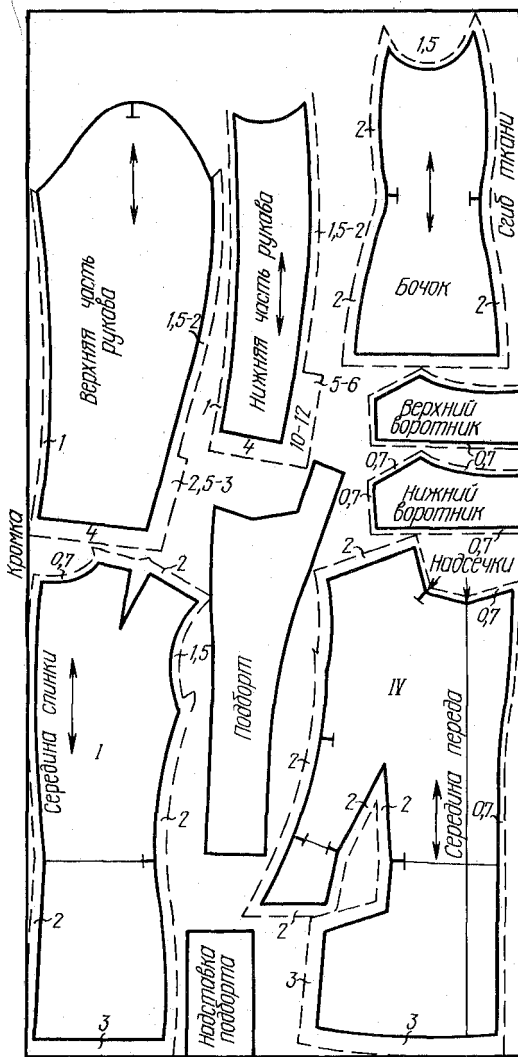 1,5
2
Сгиб ткани
Бочок
2
2
Верхняя часть
рукава
1,5-2
1
4
2,5-3
Нижняя часть рукава
1,5-2
1
4
5-6
10-12
Верхний
воротник
0,7
0,7
0,7
Нижний
воротник
0,7
Кромка
0,7
2
1,5
Середина спинки
I
2
2
3
Подборт
Надставка
подборта
2
Надсечки
0,7
IV
Середина переда
2
2
2
0,7
2
3
3